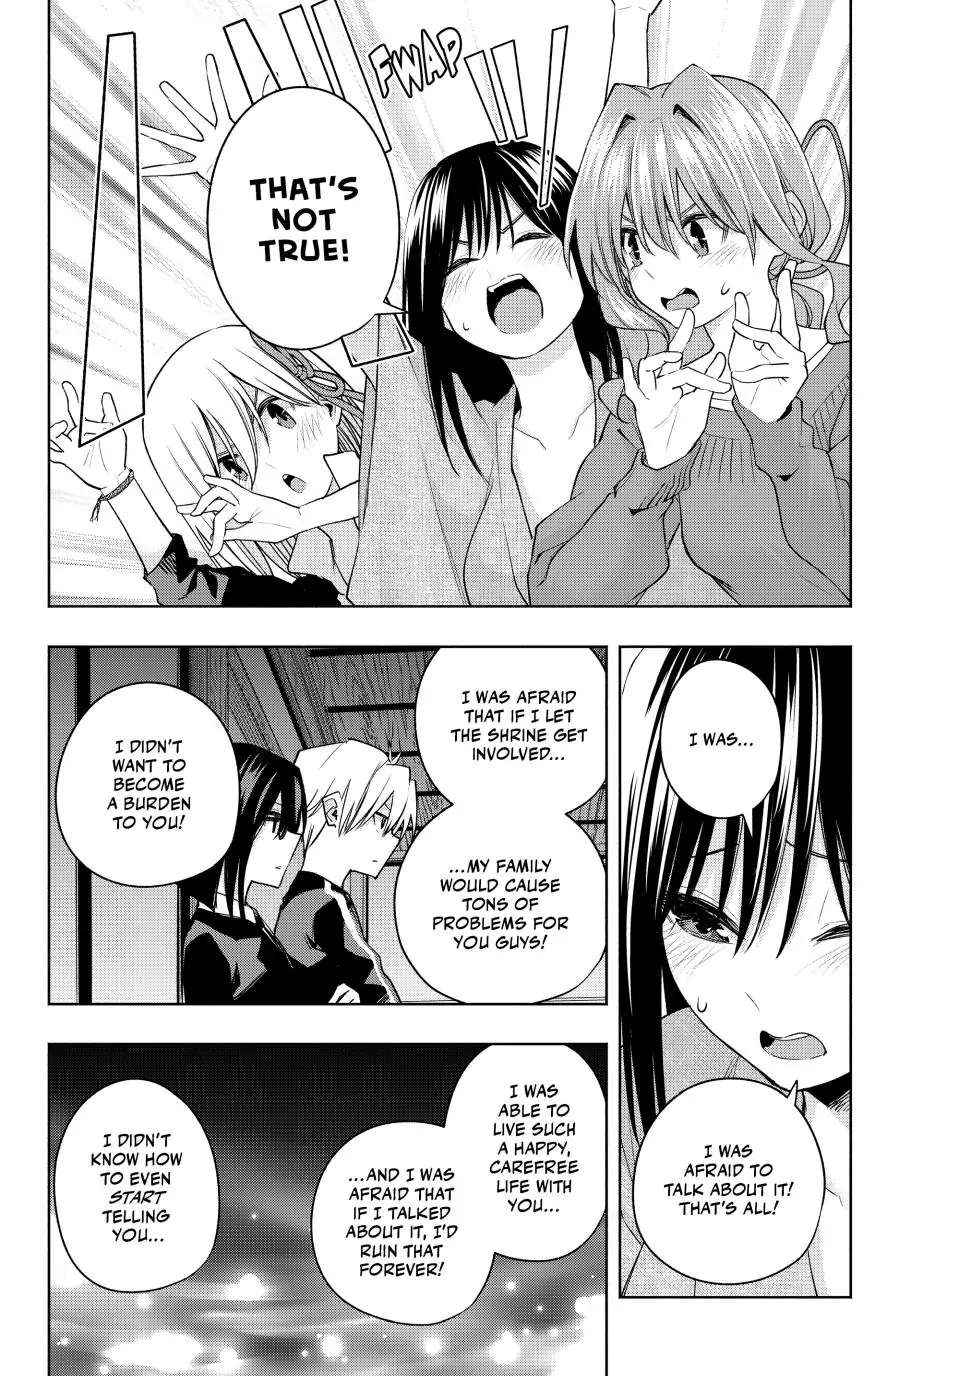 FWAP
THAT'S
NOT
TRUE!
I WAS...
I WAS
AFRAID TO
TALK ABOUT IT!
THAT'S ALL!
I WAS AFRAID
THAT IF I LET
THE SHRINE GET
INVOLVED...
...MY FAMILY
WOULD CAUSE
TONS OF
PROBLEMS FOR
YOU GUYS!
I DIDN'T
WANT TO
BECOME
A BURDEN
TO YOU!
I WAS
ABLE TO
LIVE SUCH
A HAPPY,
CAREFREE
LIFE WITH
YOU...
...AND I WAS
AFRAID THAT
IF I TALKED
ABOUT IT, I'D
RUIN THAT
FOREVER!
I DIDN'T
KNOW HOW
TO EVEN
START
TELLING
YOU...